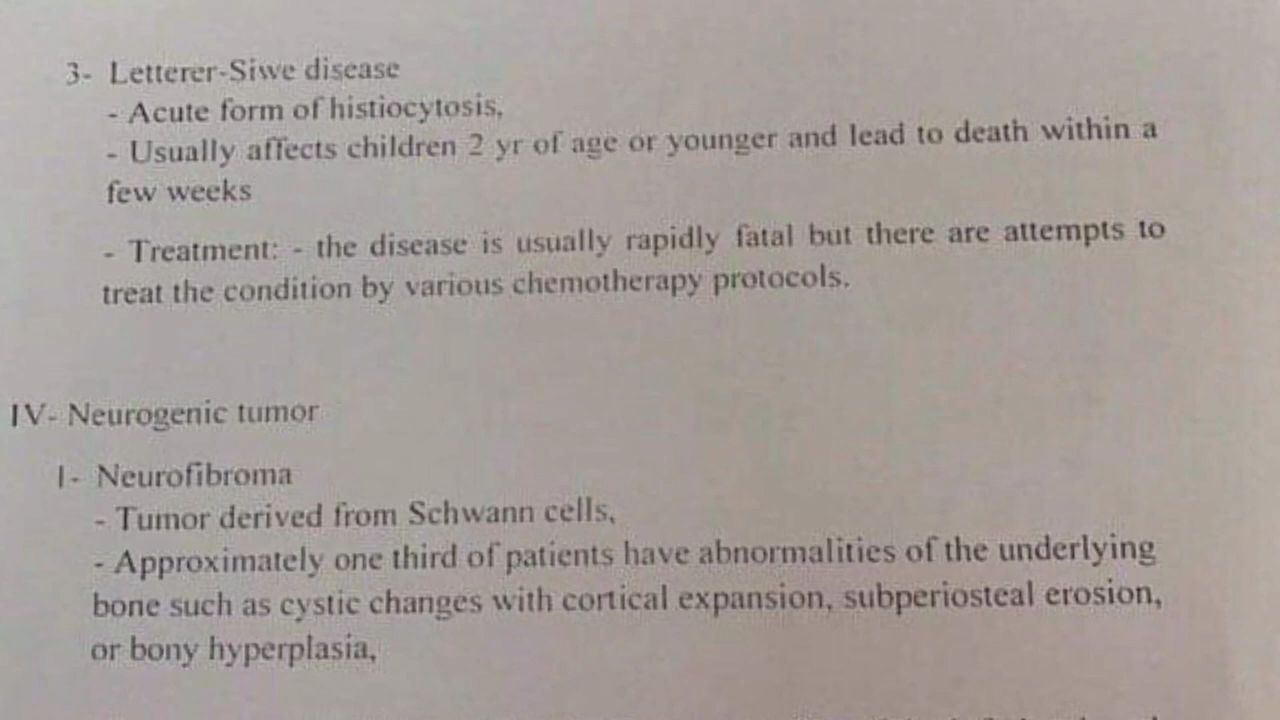 3- Letterer-Siwe disease
- Acute form of histiocytosis,
- Usually affects children 2 yr of age or younger and lead to death within a
few weeks
- Treatment: - the disease is usually rapidly fatal but there are attempts to
treat the condition by various chemotherapy protocols.
IV- Neurogenic tumor
1- Neurofibroma
- Tumor derived from Schwann cells,
- Approximately one third of patients have abnormalities of the underlying
bone such as cystic changes with cortical expansion, subperiosteal erosion,
or bony hyperplasia,